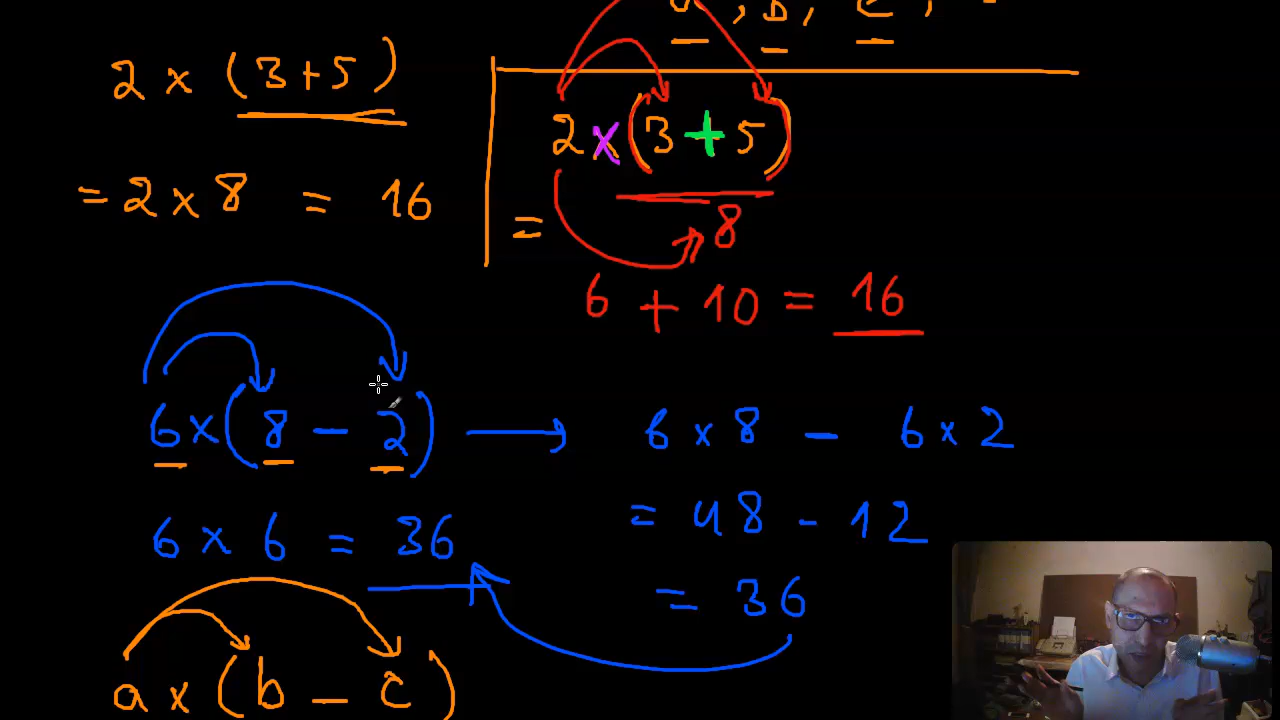 a, b, c,
2 × (3+5)
= 2 × 8 = 16
2 × (3 + 5)
= 8
6 + 10 = 16
6 × (8 − 2) → 6 × 8 − 6 × 2
6 × 6 = 36
= 48 - 12
= 36
a × (b − c)